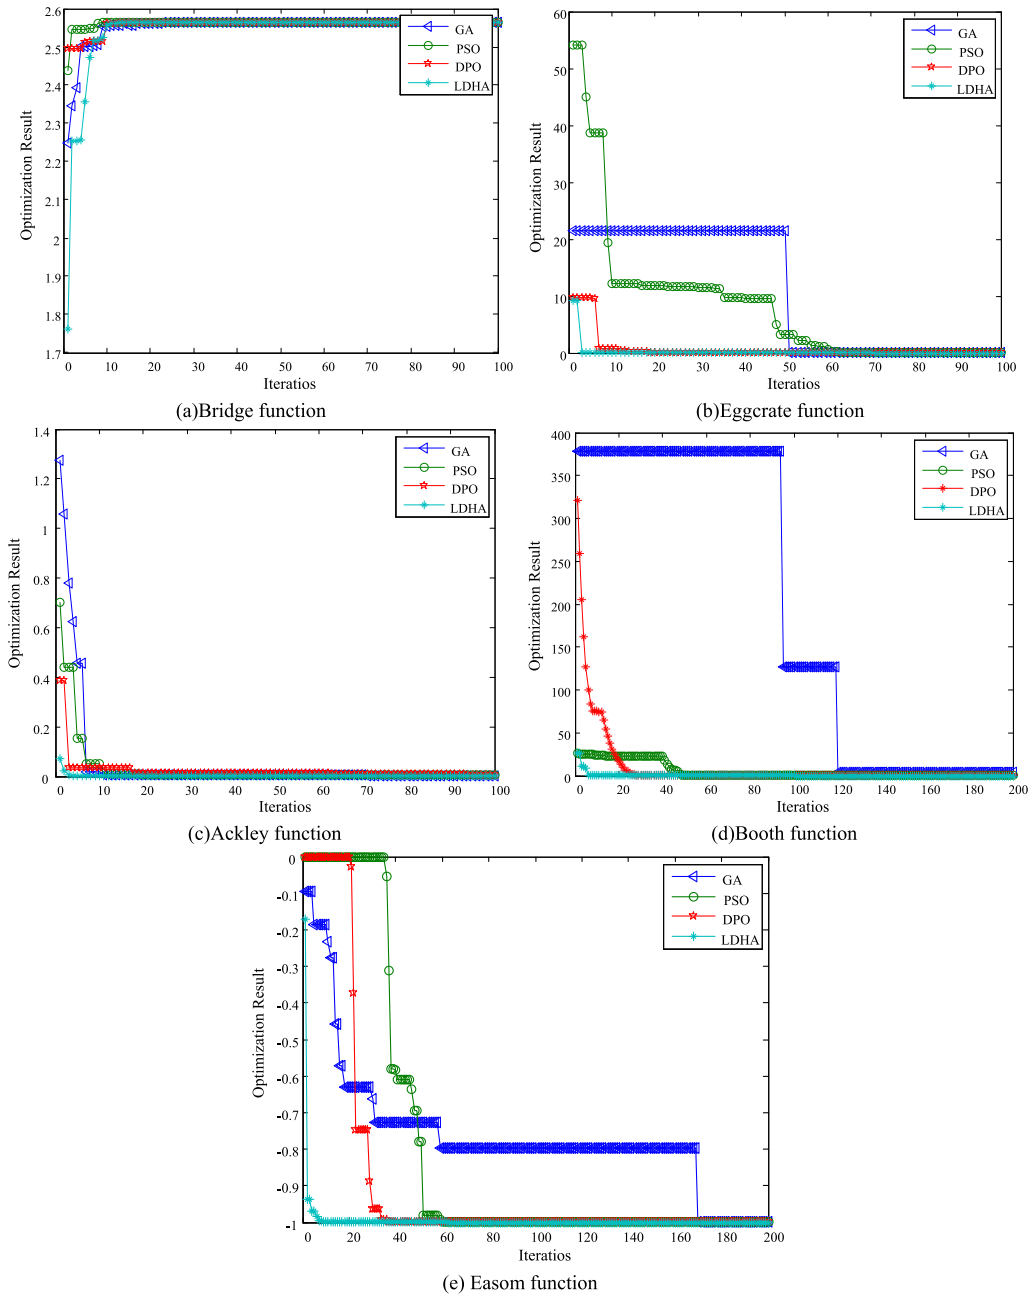 2.6
2.5
2.4
2.3
2.2
2.1
2
1.9
1.8
1.7
0 10 20 30 40 50 60 70 80 90 100
Optimization Result
Iteratios
GA
PSO
DPO
LDHA
(a)Bridge function
60
50
40
30
20
10
0
0 10 20 30 40 50 60 70 80 90 100
Optimization Result
Iteratios
GA
PSO
DPO
LDHA
(b)Eggcrate function
1.4
1.2
1
0.8
0.6
0.4
0.2
0
0 10 20 30 40 50 60 70 80 90 100
Optimization Result
Iteratios
GA
PSO
DPO
LDHA
(c)Ackley function
400
350
300
250
200
150
100
50
0
0 20 40 60 80 100 120 140 160 180 200
Optimization Result
Iteratios
GA
PSO
DPO
LDHA
(d)Booth function
0
-0.1
-0.2
-0.3
-0.4
-0.5
-0.6
-0.7
-0.8
-0.9
-1
0 20 40 60 80 100 120 140 160 180 200
Optimization Result
Iteratios
GA
PSO
DPO
LDHA
(e) Easom function